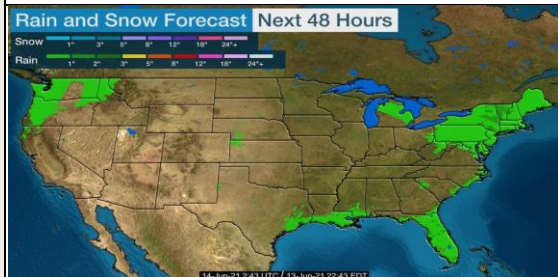 Rain and Snow Forecast Next 48 Hours
Snow
1" 3" 5" 8" 12" 18" 24"+
Rain
1" 2" 3" 5" 8" 12" 18" 24"+
14-Jun-21 2:43 UTC / 13-Jun-21 22:43 EDT